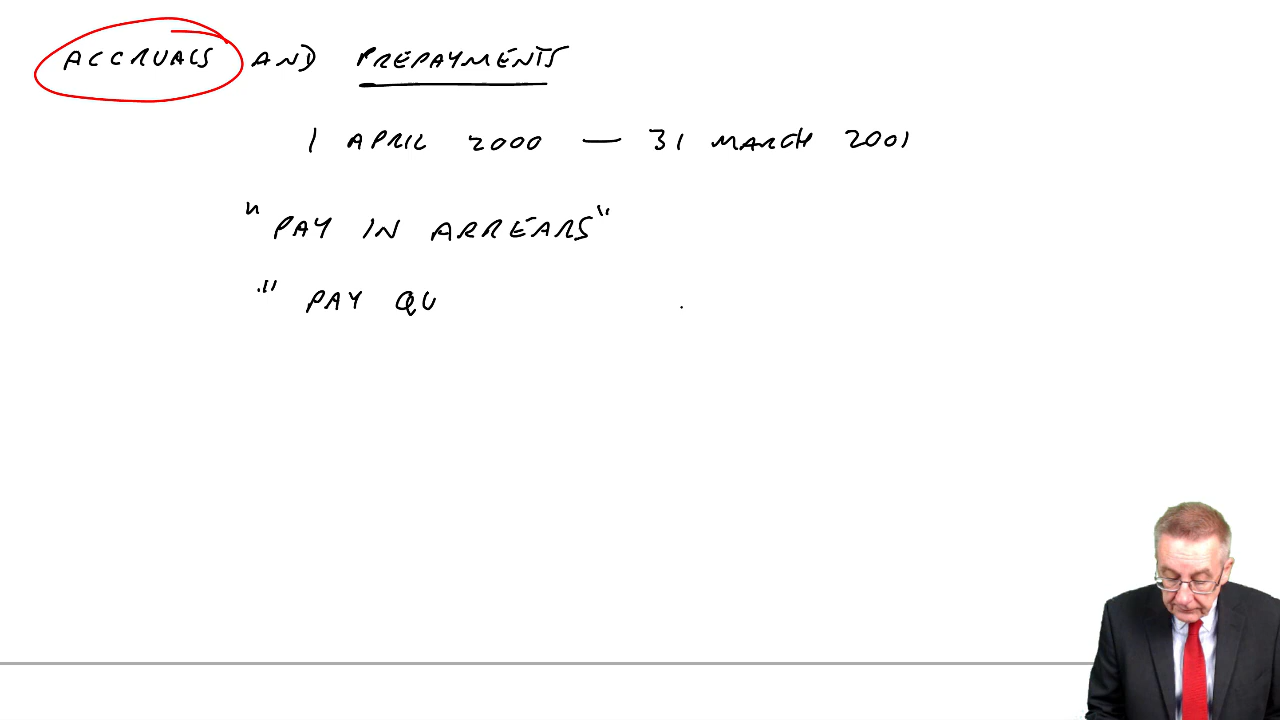 ACCRUALS AND PREPAYMENTS
1 APRIL 2000 — 31 MARCH 2001
"PAY IN ARREARS"
" PAY QU